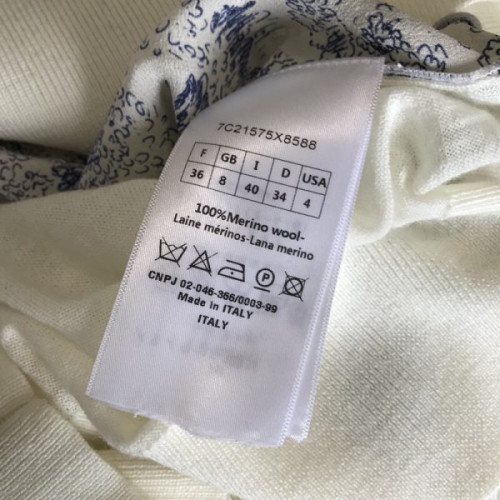 7C21575X8588
F GB I D USA
36 8 40 34 4
100%Merino wool-
Laine mérinos-Lana merino
P
CNPJ 02-046-366/0003-99
Made in ITALY
ITALY